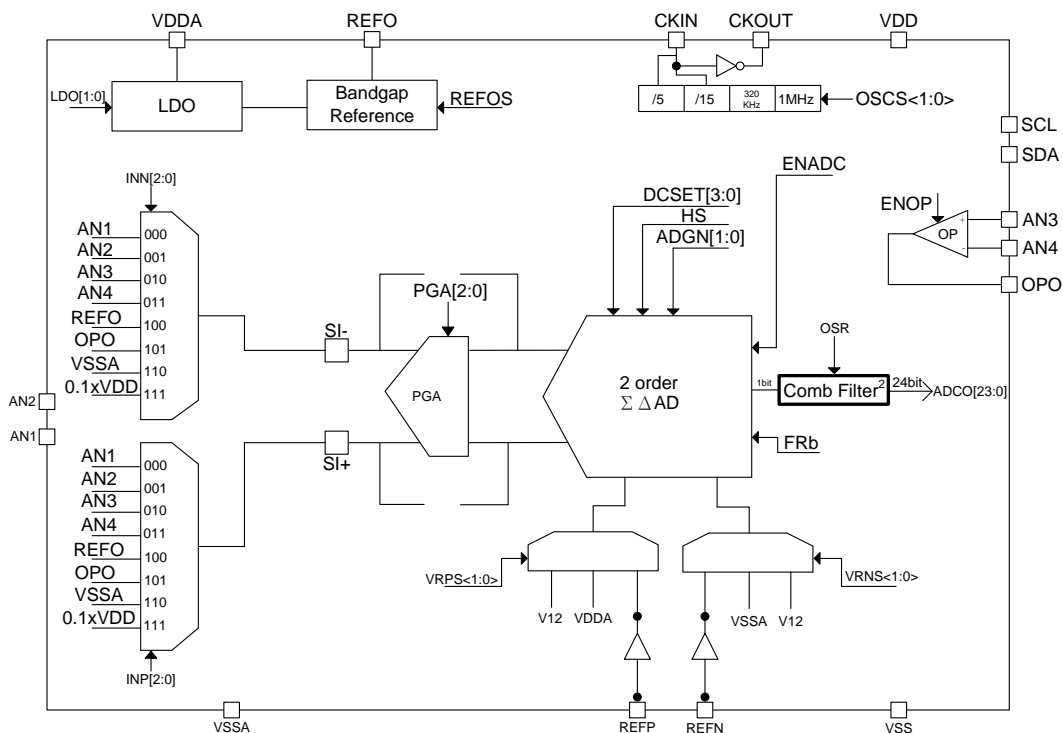 VDDA
REFO
CKIN
CKOUT
VDD
LDO[1:0]
LDO
Bandgap
Reference
REFOS
/5
/15
320
KHz
1MHz
OSCS<1:0>
SCL
SDA
INN[2:0]
ENADC
DCSET[3:0]
HS
ADGN[1:0]
ENOP
OP
+
-
AN3
AN4
OPO
AN1
000
AN2
001
AN3
010
AN4
011
REFO
100
OPO
101
VSSA
110
0.1xVDD
111
PGA[2:0]
SI-
PGA
SI+
2 order
Σ Δ AD
OSR
1bit
Comb Filter2
24bit
ADCO[23:0]
FRb
AN2
AN1
AN1
000
AN2
001
AN3
010
AN4
011
REFO
100
OPO
101
VSSA
110
0.1xVDD
111
INP[2:0]
VRPS<1:0>
V12
VDDA
VRNS<1:0>
VSSA
V12
VSSA
REFP
REFN
VSS